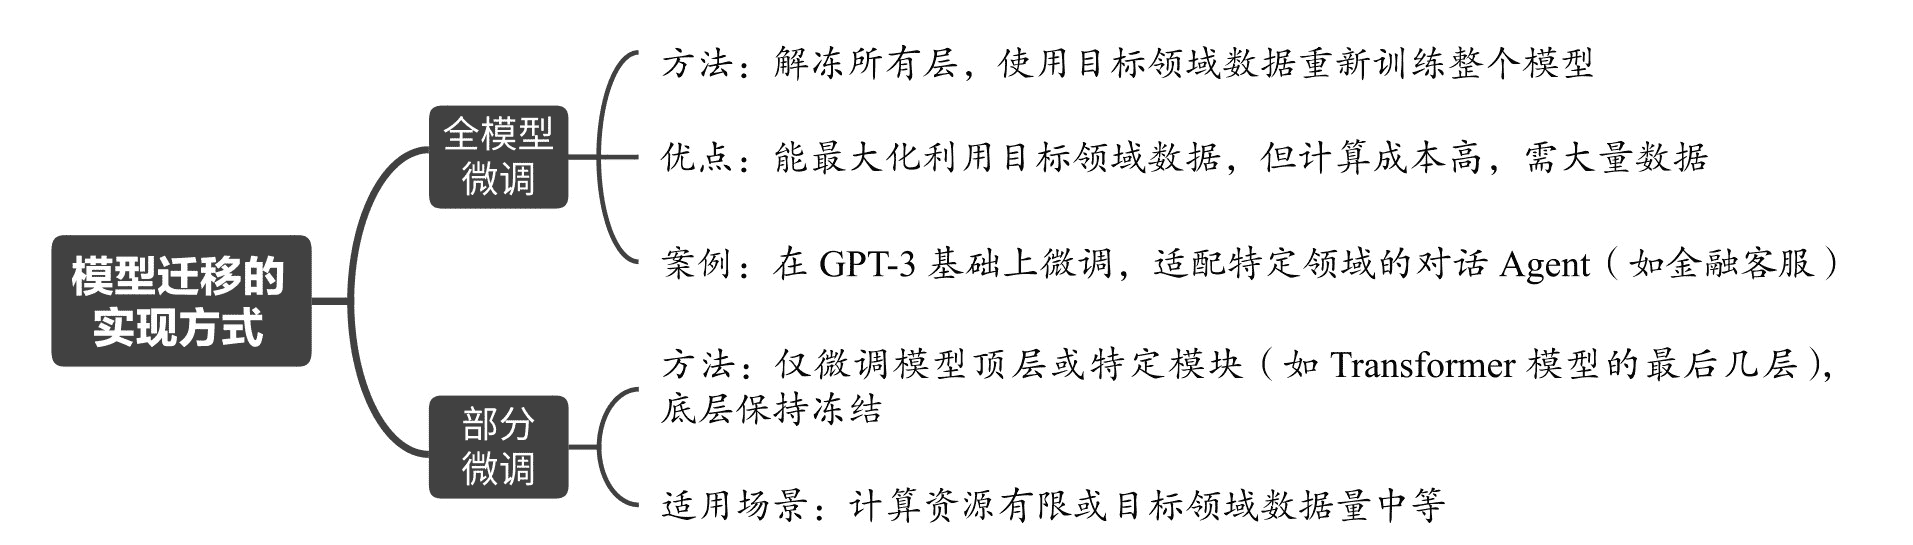 模型迁移的
实现方式
全模型
微调
方法：解冻所有层，使用目标领域数据重新训练整个模型
优点：能最大化利用目标领域数据，但计算成本高，需大量数据
案例：在 GPT-3 基础上微调，适配特定领域的对话 Agent（如金融客服）
部分
微调
方法：仅微调模型顶层或特定模块（如 Transformer 模型的最后几层），
底层保持冻结
适用场景：计算资源有限或目标领域数据量中等